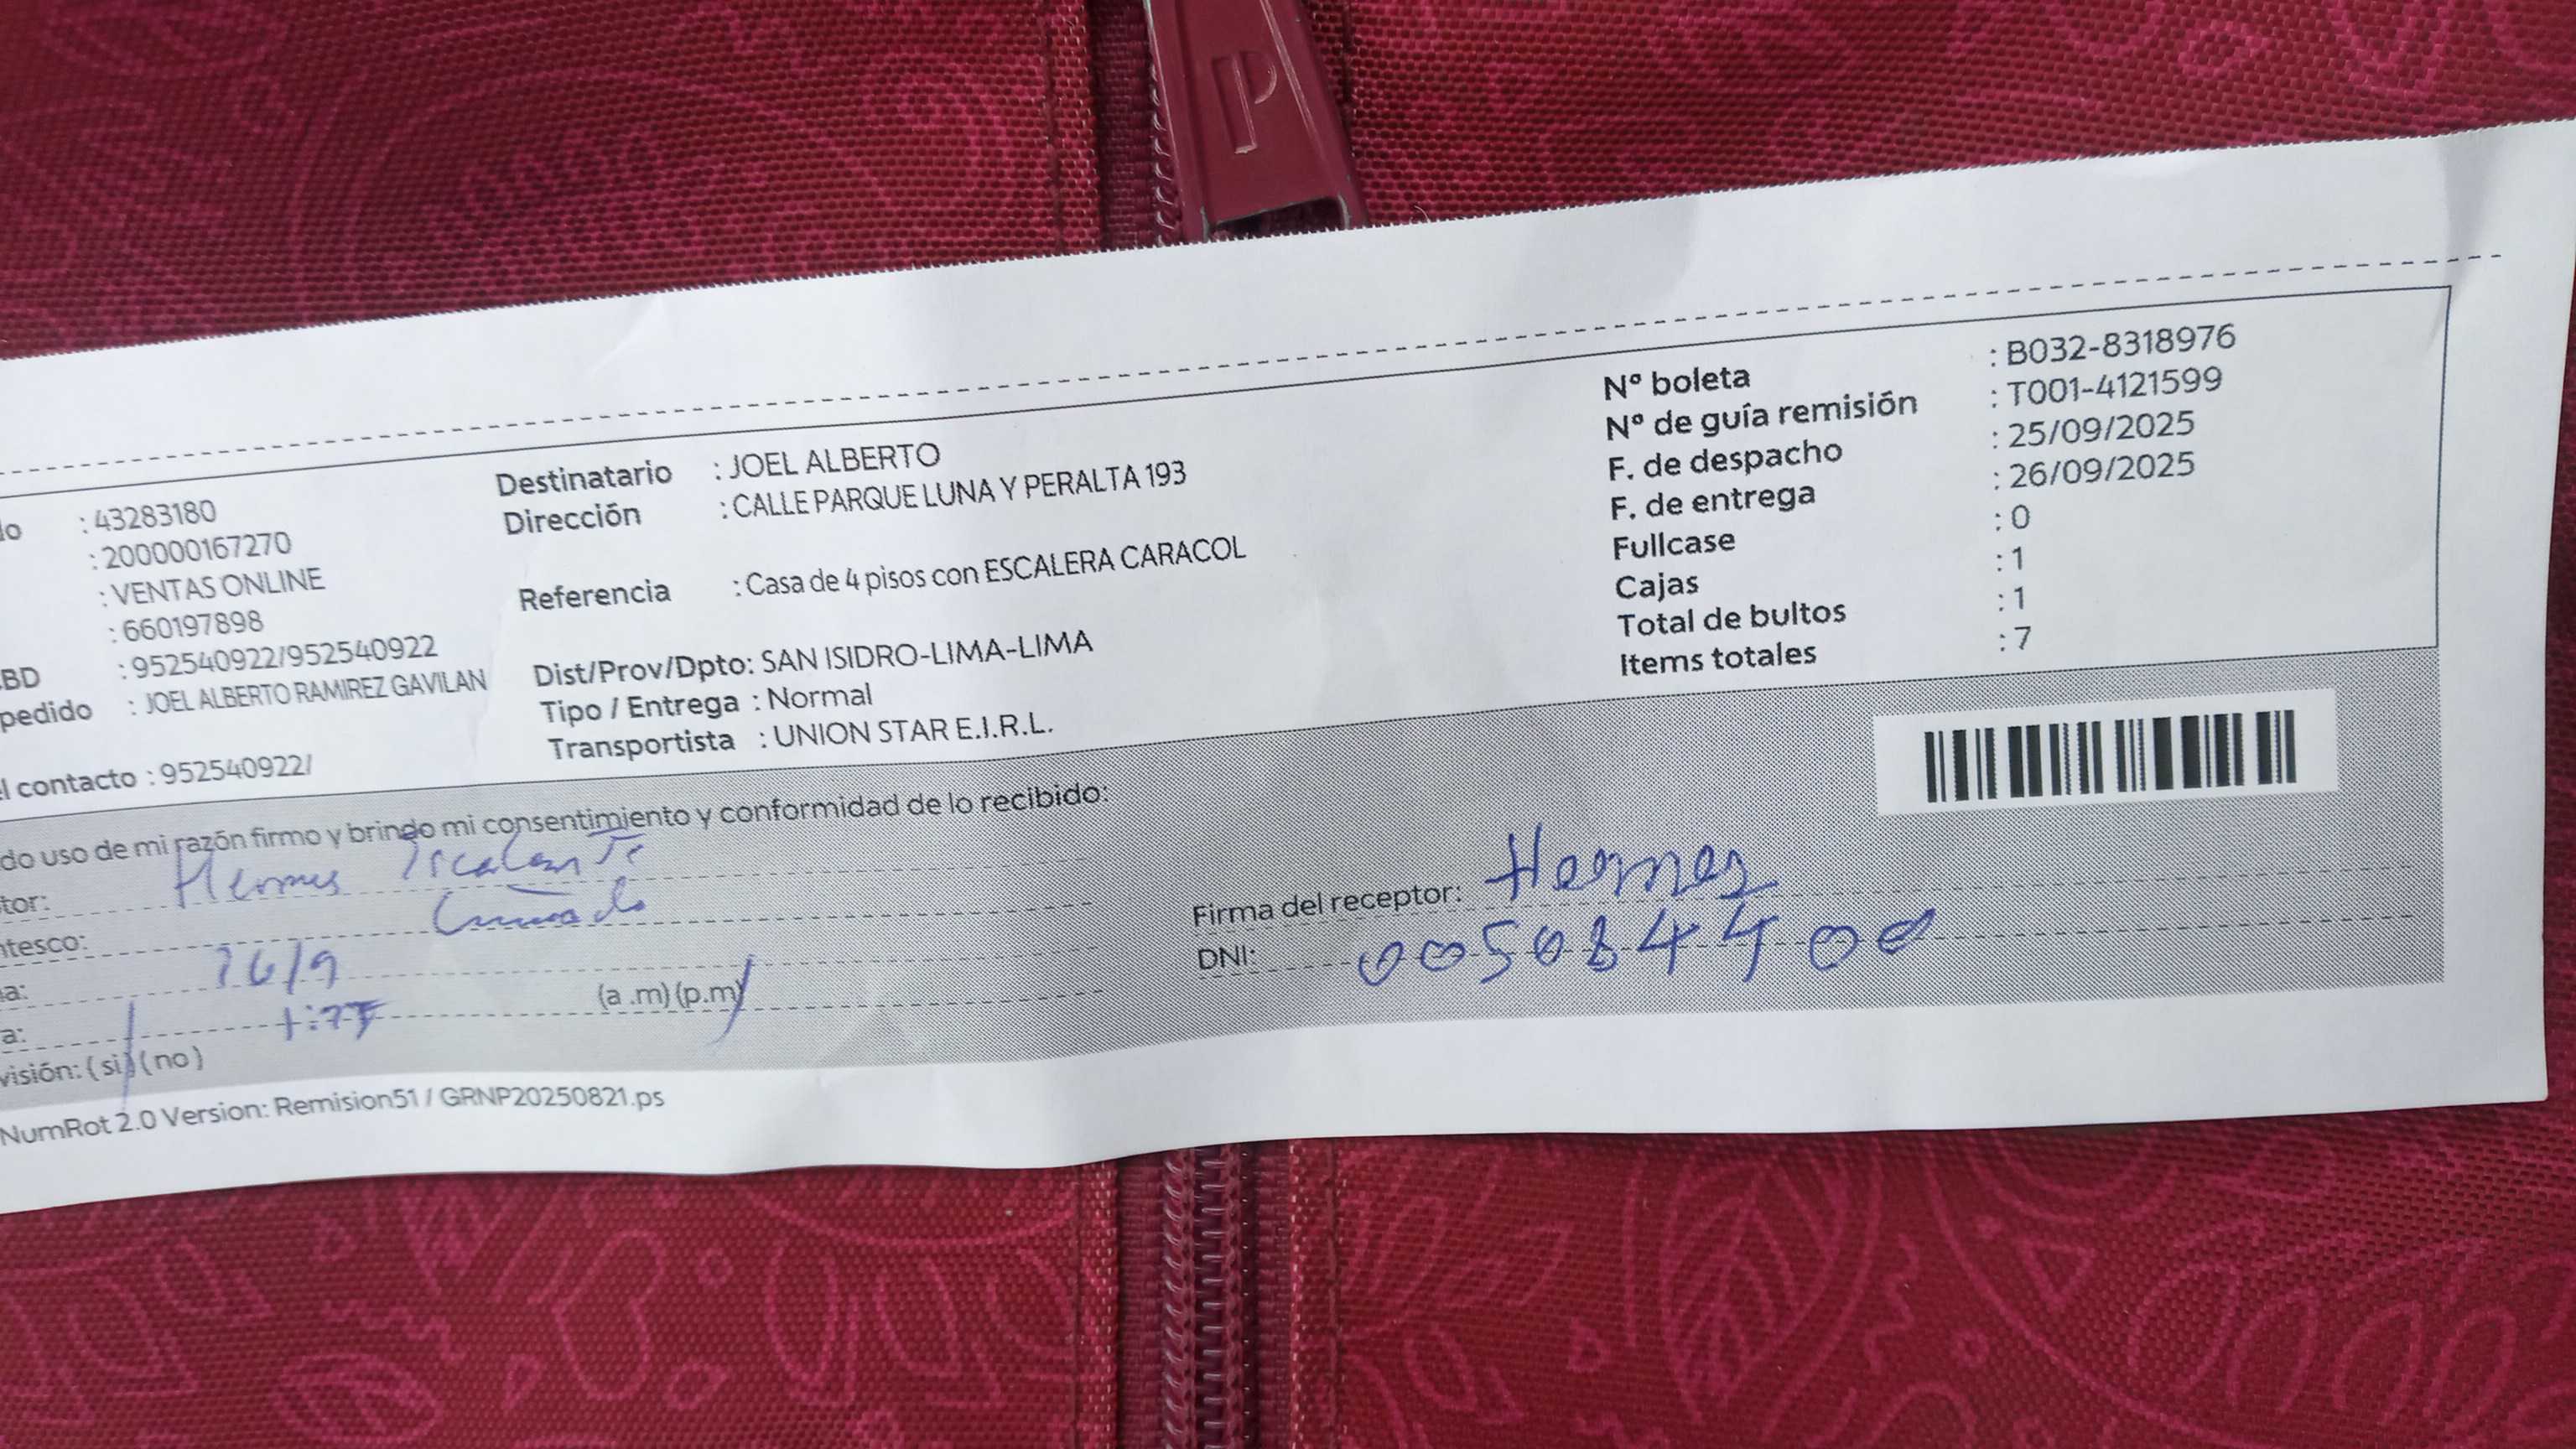 P
Nº boleta : B032-8318976
Nº de guía remisión : T001-4121599
F. de despacho : 25/09/2025
F. de entrega : 26/09/2025
Fullcase : 0
Cajas : 1
Total de bultos : 1
Items totales : 7
Destinatario : JOEL ALBERTO
Dirección : CALLE PARQUE LUNA Y PERALTA 193
Referencia : Casa de 4 pisos con ESCALERA CARACOL
Dist/Prov/Dpto: SAN ISIDRO-LIMA-LIMA
Tipo / Entrega : Normal
Transportista : UNION STAR E.I.R.L.
do : 43283180
: 200000167270
: VENTAS ONLINE
: 660197898
BD : 952540922/952540922
pedido : JOEL ALBERTO RAMIREZ GAVILAN
l contacto : 952540922/
do uso de mi razón firmo y brindo mi consentimiento y conformidad de lo recibido:
tor: Hermes Escalante
ntesco: Cuñado
a: 26/9
a: (a .m) (p.m)
visión: (si) (no)
Firma del receptor: Hermes
DNI:
NumRot 2.0 Version: Remision51 / GRNP20250821.ps